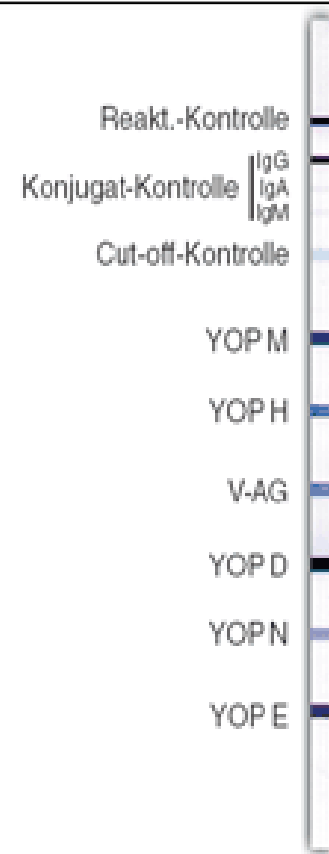 Reakt.-Kontrolle
IgG
Konjugat-Kontrolle IgA
IgM
Cut-off-Kontrolle
YOP M
YOP H
V-AG
YOP D
YOP N
YOP E